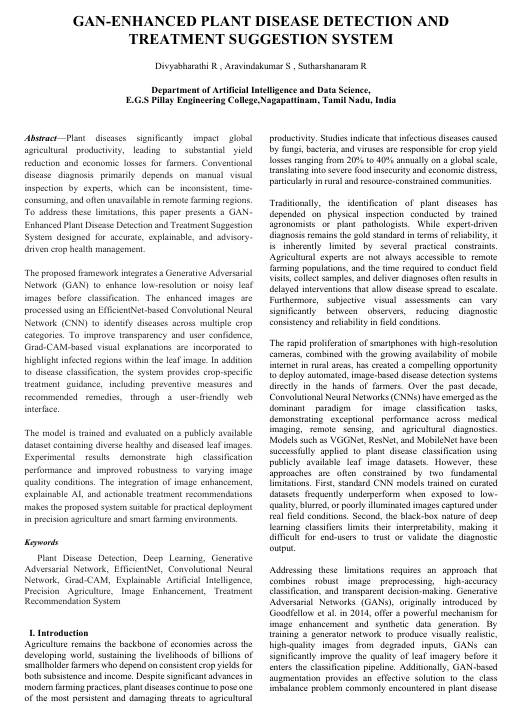 GAN-ENHANCED PLANT DISEASE DETECTION AND
TREATMENT SUGGESTION SYSTEM
Divyabharathi R , Aravindakumar S , Sutharshanaram R
Department of Artificial Intelligence and Data Science,
E.G.S Pillay Engineering College,Nagapattinam, Tamil Nadu, India
Abstract—Plant diseases significantly impact global
agricultural productivity, leading to substantial yield
reduction and economic losses for farmers. Conventional
disease diagnosis primarily depends on manual visual
inspection by experts, which can be inconsistent, time-
consuming, and often unavailable in remote farming regions.
To address these limitations, this paper presents a GAN-
Enhanced Plant Disease Detection and Treatment Suggestion
System designed for accurate, explainable, and advisory-
driven crop health management.
The proposed framework integrates a Generative Adversarial
Network (GAN) to enhance low-resolution or noisy leaf
images before classification. The enhanced images are
processed using an EfficientNet-based Convolutional Neural
Network (CNN) to identify diseases across multiple crop
categories. To improve transparency and user confidence,
Grad-CAM-based visual explanations are incorporated to
highlight infected regions within the leaf image. In addition
to disease classification, the system provides crop-specific
treatment guidance, including preventive measures and
recommended remedies, through a user-friendly web
interface.
The model is trained and evaluated on a publicly available
dataset containing diverse healthy and diseased leaf images.
Experimental results demonstrate high classification
performance and improved robustness to varying image
quality conditions. The integration of image enhancement,
explainable AI, and actionable treatment recommendations
makes the proposed system suitable for practical deployment
in precision agriculture and smart farming environments.
Keywords
Plant Disease Detection, Deep Learning, Generative
Adversarial Network, EfficientNet, Convolutional Neural
Network, Grad-CAM, Explainable Artificial Intelligence,
Precision Agriculture, Image Enhancement, Treatment
Recommendation System
I. Introduction
Agriculture remains the backbone of economies across the
developing world, sustaining the livelihoods of billions of
smallholder farmers who depend on consistent crop yields for
both subsistence and income. Despite significant advances in
modern farming practices, plant diseases continue to pose one
of the most persistent and damaging threats to agricultural
productivity. Studies indicate that infectious diseases caused
by fungi, bacteria, and viruses are responsible for crop yield
losses ranging from 20% to 40% annually on a global scale,
translating into severe food insecurity and economic distress,
particularly in rural and resource-constrained communities.
Traditionally, the identification of plant diseases has
depended on physical inspection conducted by trained
agronomists or plant pathologists. While expert-driven
diagnosis remains the gold standard in terms of reliability, it
is inherently limited by several practical constraints.
Agricultural experts are not always accessible to remote
farming populations, and the time required to conduct field
visits, collect samples, and deliver diagnoses often results in
delayed interventions that allow disease spread to escalate.
Furthermore, subjective visual assessments can vary
significantly between observers, reducing diagnostic
consistency and reliability in field conditions.
The rapid proliferation of smartphones with high-resolution
cameras, combined with the growing availability of mobile
internet in rural areas, has created a compelling opportunity
to deploy automated, image-based disease detection systems
directly in the hands of farmers. Over the past decade,
Convolutional Neural Networks (CNNs) have emerged as the
dominant paradigm for image classification tasks,
demonstrating exceptional performance across medical
imaging, remote sensing, and agricultural diagnostics.
Models such as VGGNet, ResNet, and MobileNet have been
successfully applied to plant disease classification using
publicly available leaf image datasets. However, these
approaches are often constrained by two fundamental
limitations. First, standard CNN models trained on curated
datasets frequently underperform when exposed to low-
quality, blurred, or poorly illuminated images captured under
real field conditions. Second, the black-box nature of deep
learning classifiers limits their interpretability, making it
difficult for end-users to trust or validate the diagnostic
output.
Addressing these limitations requires an approach that
combines robust image preprocessing, high-accuracy
classification, and transparent decision-making. Generative
Adversarial Networks (GANs), originally introduced by
Goodfellow et al. in 2014, offer a powerful mechanism for
image enhancement and synthetic data generation. By
training a generator network to produce visually realistic,
high-quality images from degraded inputs, GANs can
significantly improve the quality of leaf imagery before it
enters the classification pipeline. Additionally, GAN-based
augmentation provides an effective solution to the class
imbalance problem commonly encountered in plant disease